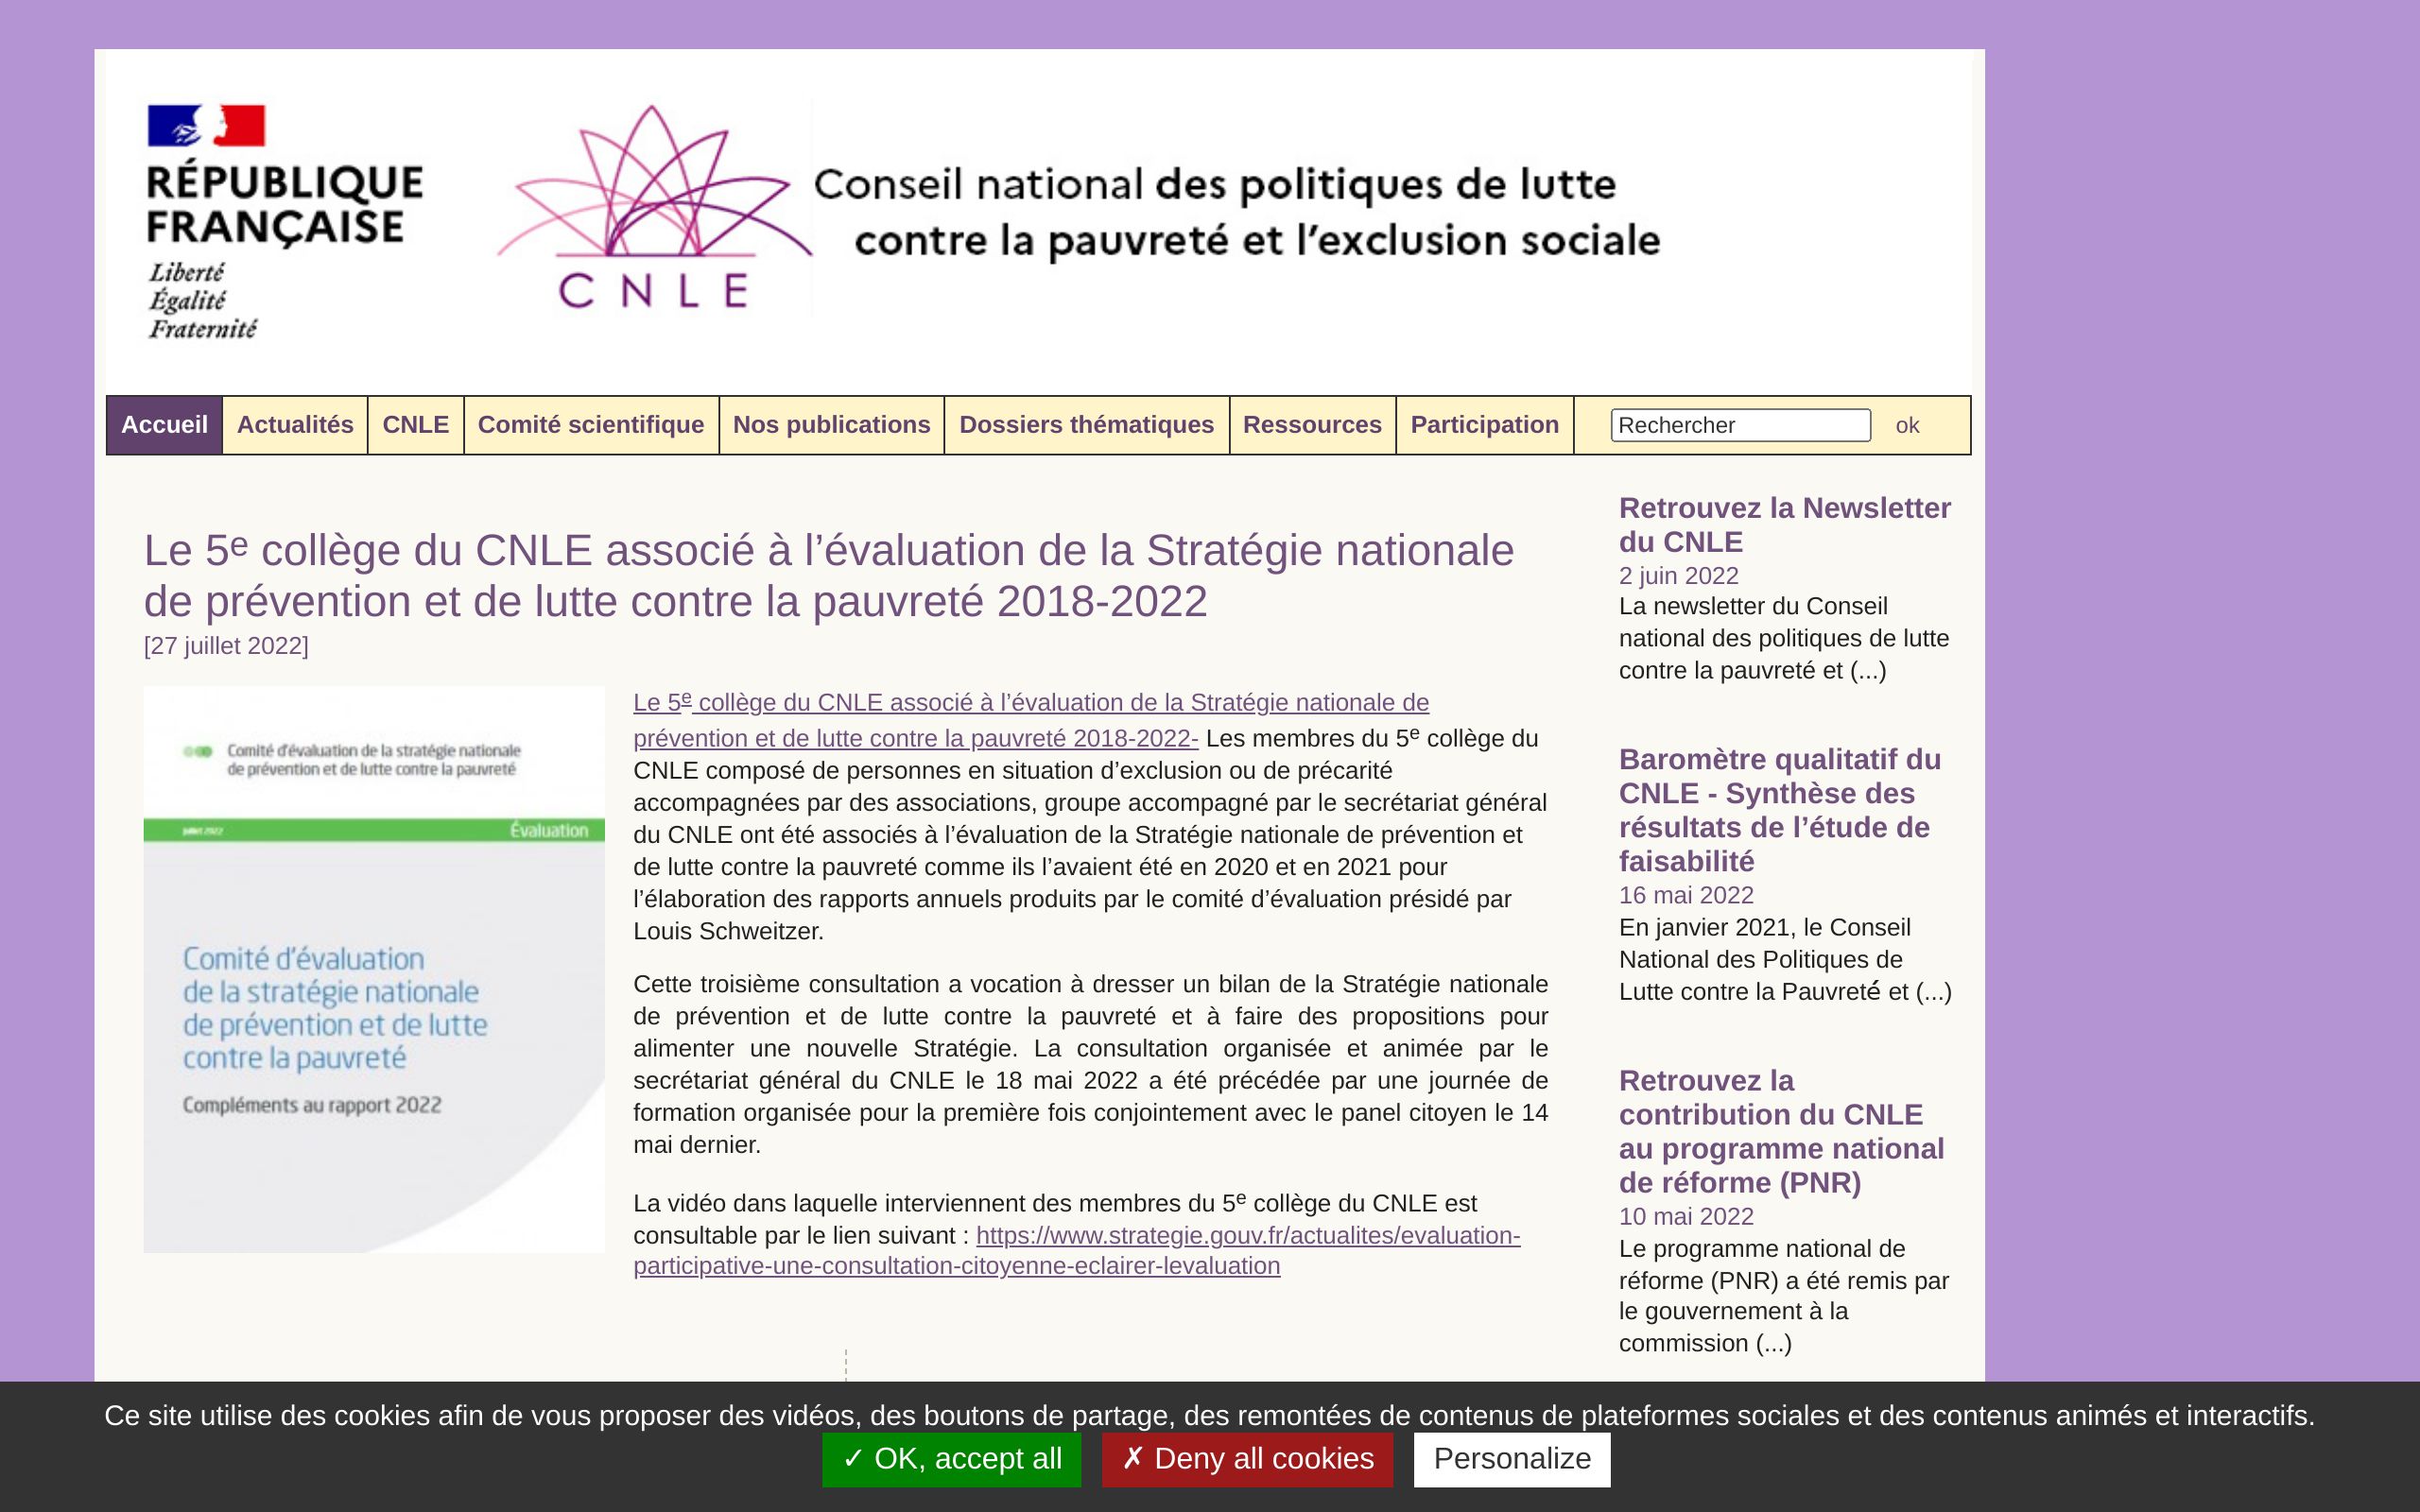 RÉPUBLIQUE
FRANÇAISE
Liberté
Égalité
Fraternité
CNLE
Conseil national des politiques de lutte
contre la pauvreté et l’exclusion sociale
Accueil Actualités CNLE Comité scientifique Nos publications Dossiers thématiques Ressources Participation Rechercher ok
Le 5e collège du CNLE associé à l’évaluation de la Stratégie nationale
de prévention et de lutte contre la pauvreté 2018-2022
[27 juillet 2022]
Comité d’évaluation de la stratégie nationale
de prévention et de lutte contre la pauvreté
juillet 2022 Évaluation
Comité d’évaluation
de la stratégie nationale
de prévention et de lutte
contre la pauvreté
Compléments au rapport 2022
Le 5e collège du CNLE associé à l’évaluation de la Stratégie nationale de
prévention et de lutte contre la pauvreté 2018-2022- Les membres du 5e collège du
CNLE composé de personnes en situation d’exclusion ou de précarité
accompagnées par des associations, groupe accompagné par le secrétariat général
du CNLE ont été associés à l’évaluation de la Stratégie nationale de prévention et
de lutte contre la pauvreté comme ils l’avaient été en 2020 et en 2021 pour
l’élaboration des rapports annuels produits par le comité d’évaluation présidé par
Louis Schweitzer.
Cette troisième consultation a vocation à dresser un bilan de la Stratégie nationale
de prévention et de lutte contre la pauvreté et à faire des propositions pour
alimenter une nouvelle Stratégie. La consultation organisée et animée par le
secrétariat général du CNLE le 18 mai 2022 a été précédée par une journée de
formation organisée pour la première fois conjointement avec le panel citoyen le 14
mai dernier.
La vidéo dans laquelle interviennent des membres du 5e collège du CNLE est
consultable par le lien suivant : https://www.strategie.gouv.fr/actualites/evaluation-
participative-une-consultation-citoyenne-eclairer-levaluation
Retrouvez la Newsletter
du CNLE
2 juin 2022
La newsletter du Conseil
national des politiques de lutte
contre la pauvreté et (...)
Baromètre qualitatif du
CNLE - Synthèse des
résultats de l’étude de
faisabilité
16 mai 2022
En janvier 2021, le Conseil
National des Politiques de
Lutte contre la Pauvreté et (...)
Retrouvez la
contribution du CNLE
au programme national
de réforme (PNR)
10 mai 2022
Le programme national de
réforme (PNR) a été remis par
le gouvernement à la
commission (...)
Ce site utilise des cookies afin de vous proposer des vidéos, des boutons de partage, des remontées de contenus de plateformes sociales et des contenus animés et interactifs.
✓ OK, accept all ✗ Deny all cookies Personalize